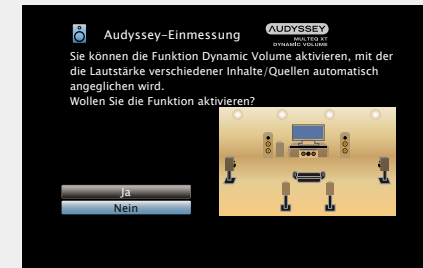 Audyssey-Einmessung
AUDYSSEY
MULTEQ XT
DYNAMIC VOLUME
Sie können die Funktion Dynamic Volume aktivieren, mit der
die Lautstärke verschiedener Inhalte/Quellen automatisch
angeglichen wird.
Wollen Sie die Funktion aktivieren?
Ja
Nein